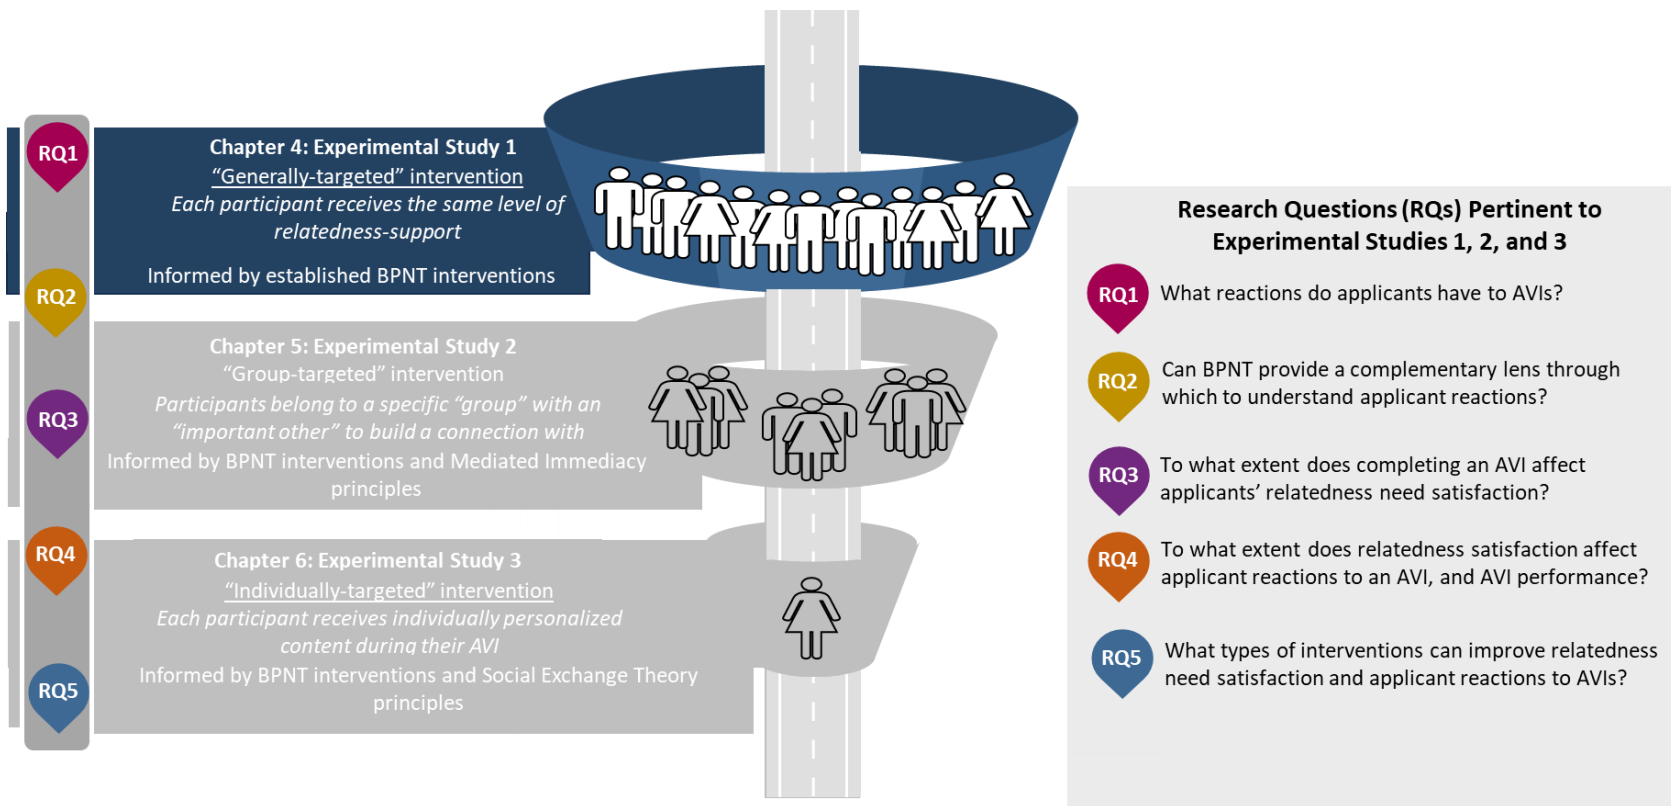 RQ1
RQ2
RQ3
RQ4
RQ5
Chapter 4: Experimental Study 1
“Generally-targeted” intervention
Each participant receives the same level of
relatedness-support
Informed by established BPNT interventions
Chapter 5: Experimental Study 2
“Group-targeted” intervention
Participants belong to a specific “group” with an
“important other” to build a connection with
Informed by BPNT interventions and Mediated Immediacy
principles
Chapter 6: Experimental Study 3
“Individually-targeted” intervention
Each participant receives individually personalized
content during their AVI
Informed by BPNT interventions and Social Exchange Theory
principles
Research Questions (RQs) Pertinent to
Experimental Studies 1, 2, and 3
RQ1 What reactions do applicants have to AVIs?
RQ2 Can BPNT provide a complementary lens through
which to understand applicant reactions?
RQ3 To what extent does completing an AVI affect
applicants’ relatedness need satisfaction?
RQ4 To what extent does relatedness satisfaction affect
applicant reactions to an AVI, and AVI performance?
RQ5 What types of interventions can improve relatedness
need satisfaction and applicant reactions to AVIs?